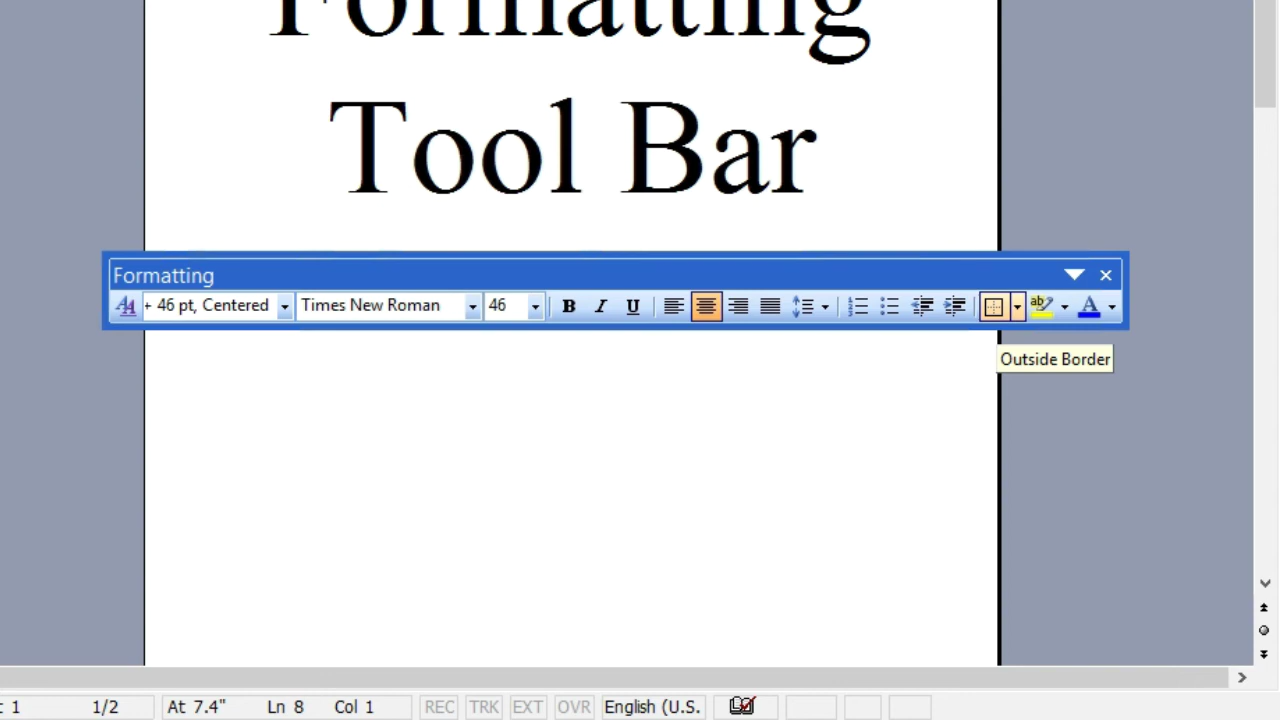 Formatting
Tool Bar
Formatting
+ 46 pt, Centered Times New Roman 46 B I U ab A
Outside Border
1 1/2 At 7.4" Ln 8 Col 1 REC TRK EXT OVR English (U.S.